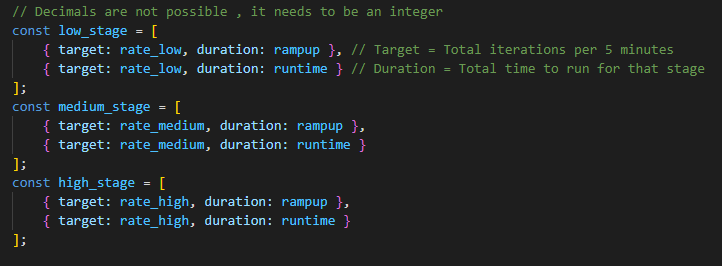 // Decimals are not possible , it needs to be an integer
const low_stage = [
    { target: rate_low, duration: rampup }, // Target = Total iterations per 5 minutes
    { target: rate_low, duration: runtime } // Duration = Total time to run for that stage
];
const medium_stage = [
    { target: rate_medium, duration: rampup },
    { target: rate_medium, duration: runtime }
];
const high_stage = [
    { target: rate_high, duration: rampup },
    { target: rate_high, duration: runtime }
];